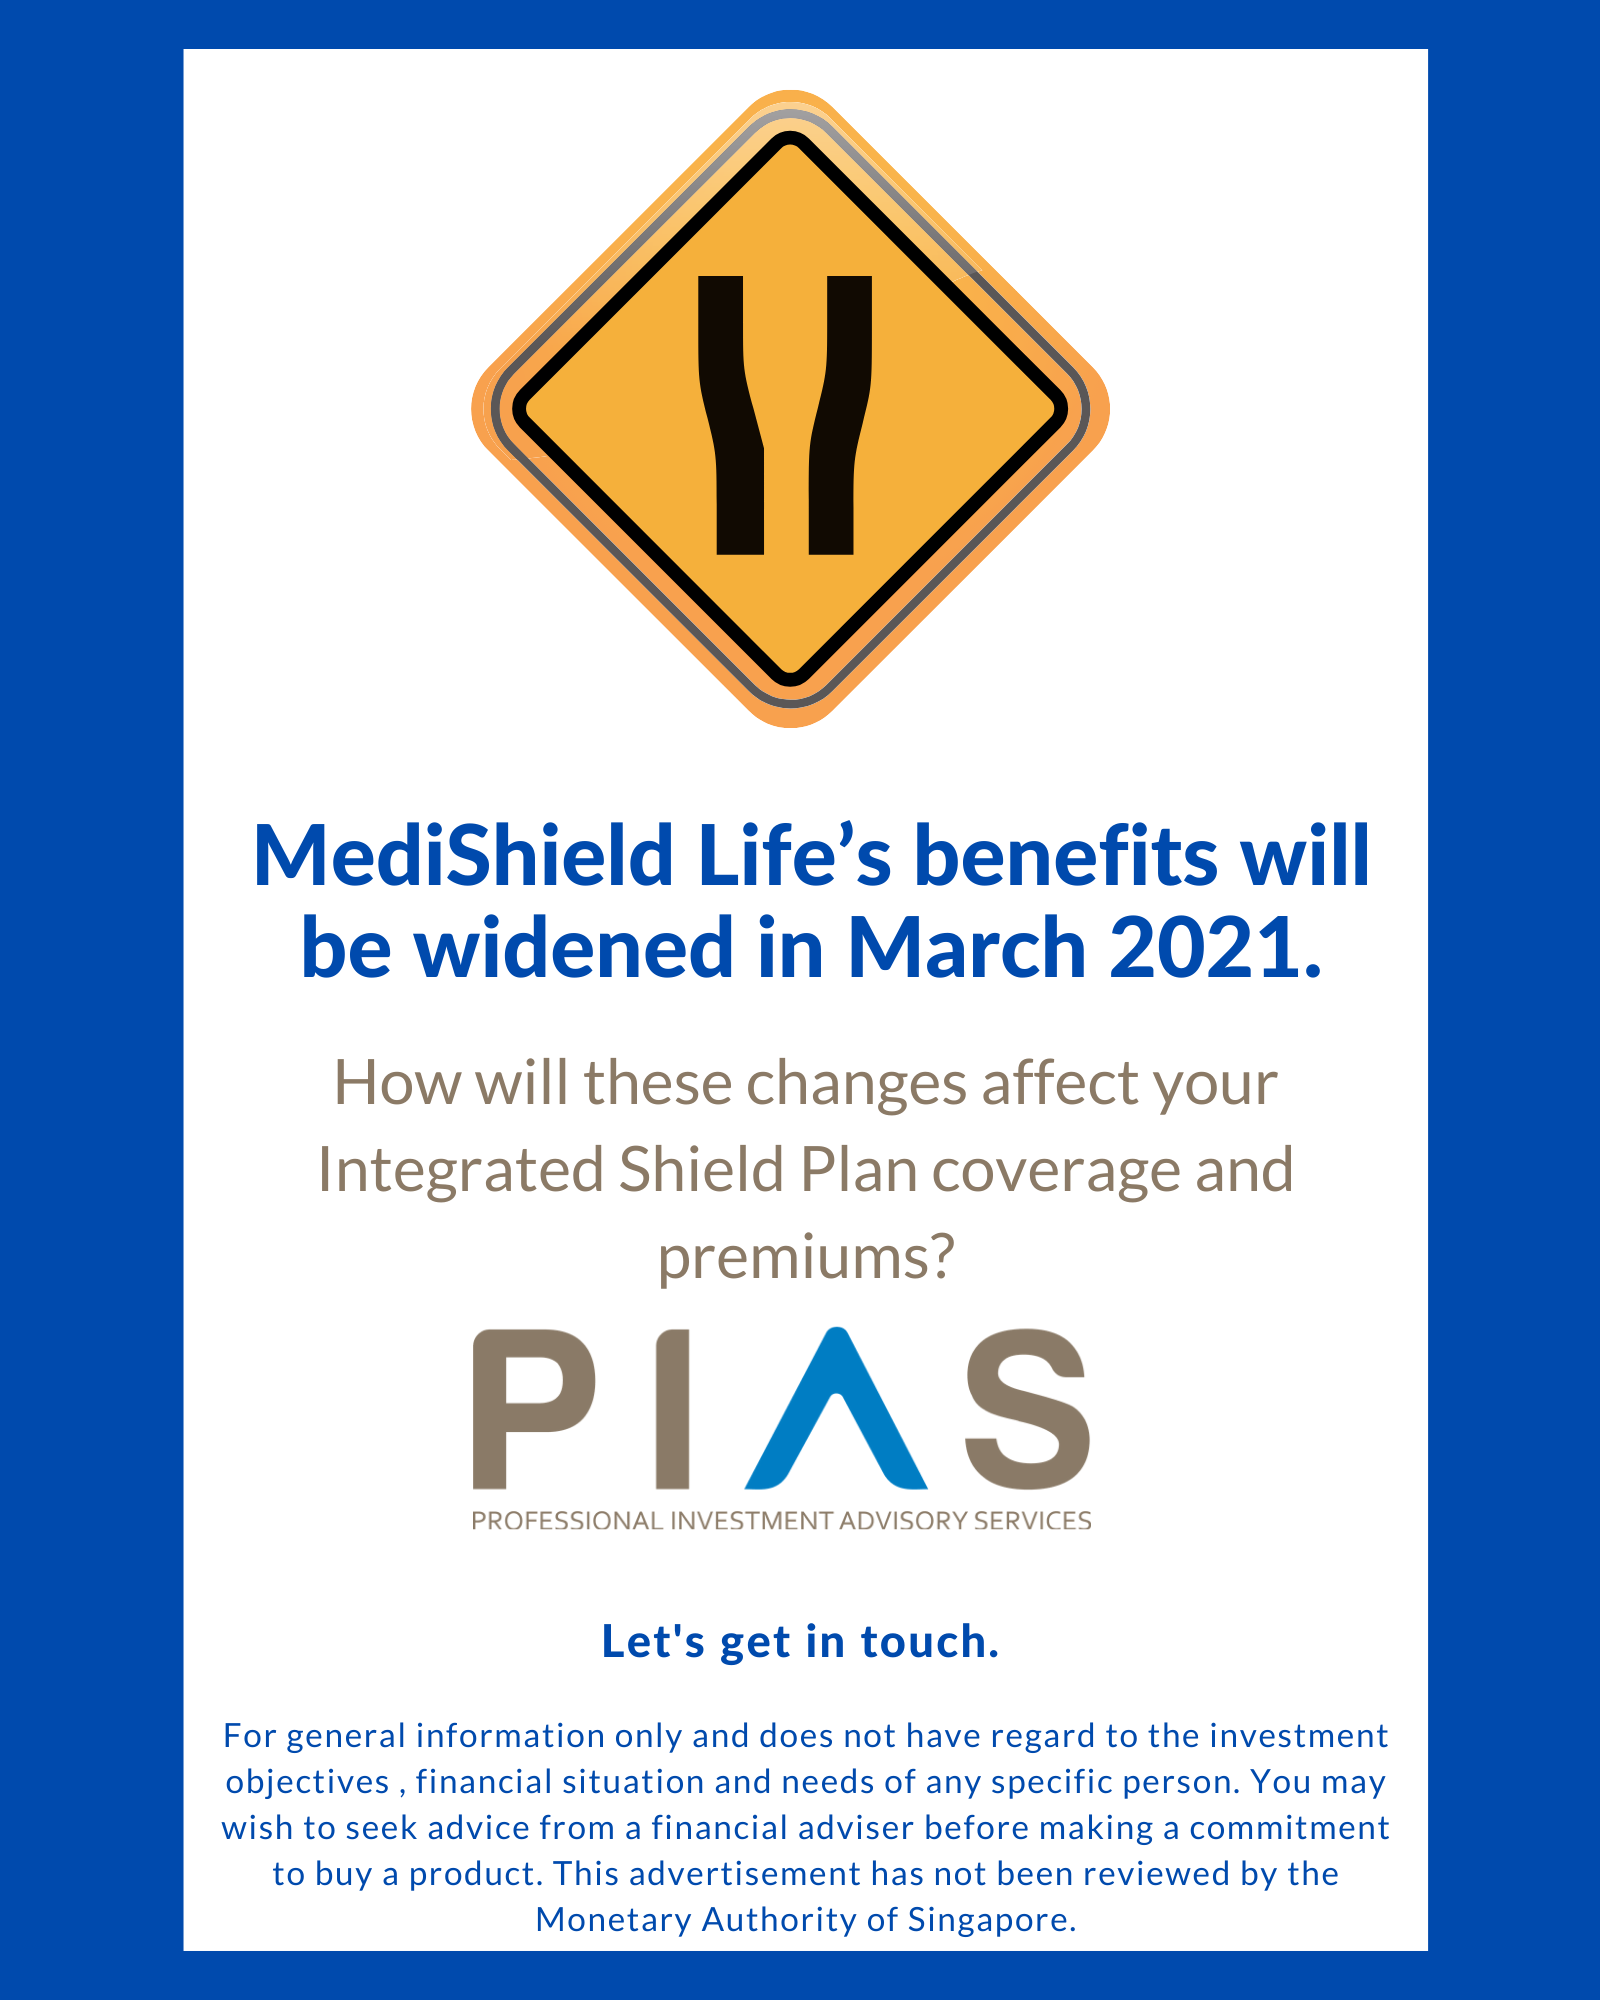 MediShield Life’s benefits will
be widened in March 2021.
How will these changes affect your
Integrated Shield Plan coverage and
premiums?
PIAS
PROFESSIONAL INVESTMENT ADVISORY SERVICES
Let's get in touch.
For general information only and does not have regard to the investment
objectives , financial situation and needs of any specific person. You may
wish to seek advice from a financial adviser before making a commitment
to buy a product. This advertisement has not been reviewed by the
Monetary Authority of Singapore.